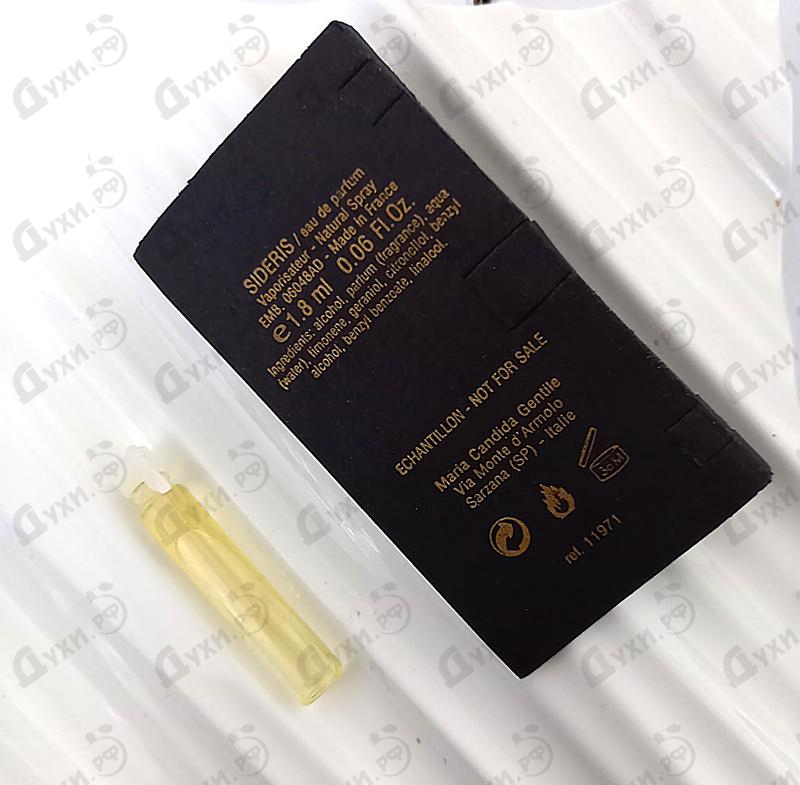 SIDERIS / eau de parfum
Vaporisateur - Natural Spray
EMB. 06048AD - Made in France
e 1.8 ml 0.06 Fl.Oz.
Ingredients: alcohol, parfum (fragrance), aqua
(water), limonene, geraniol, citronellol, benzyl
alcohol, benzyl benzoate, linalool.
ECHANTILLON - NOT FOR SALE
Maria Candida Gentile
Via Monte d'Armolo
Sarzana (SP) - Italie
ref. 11971
Духи.РФ